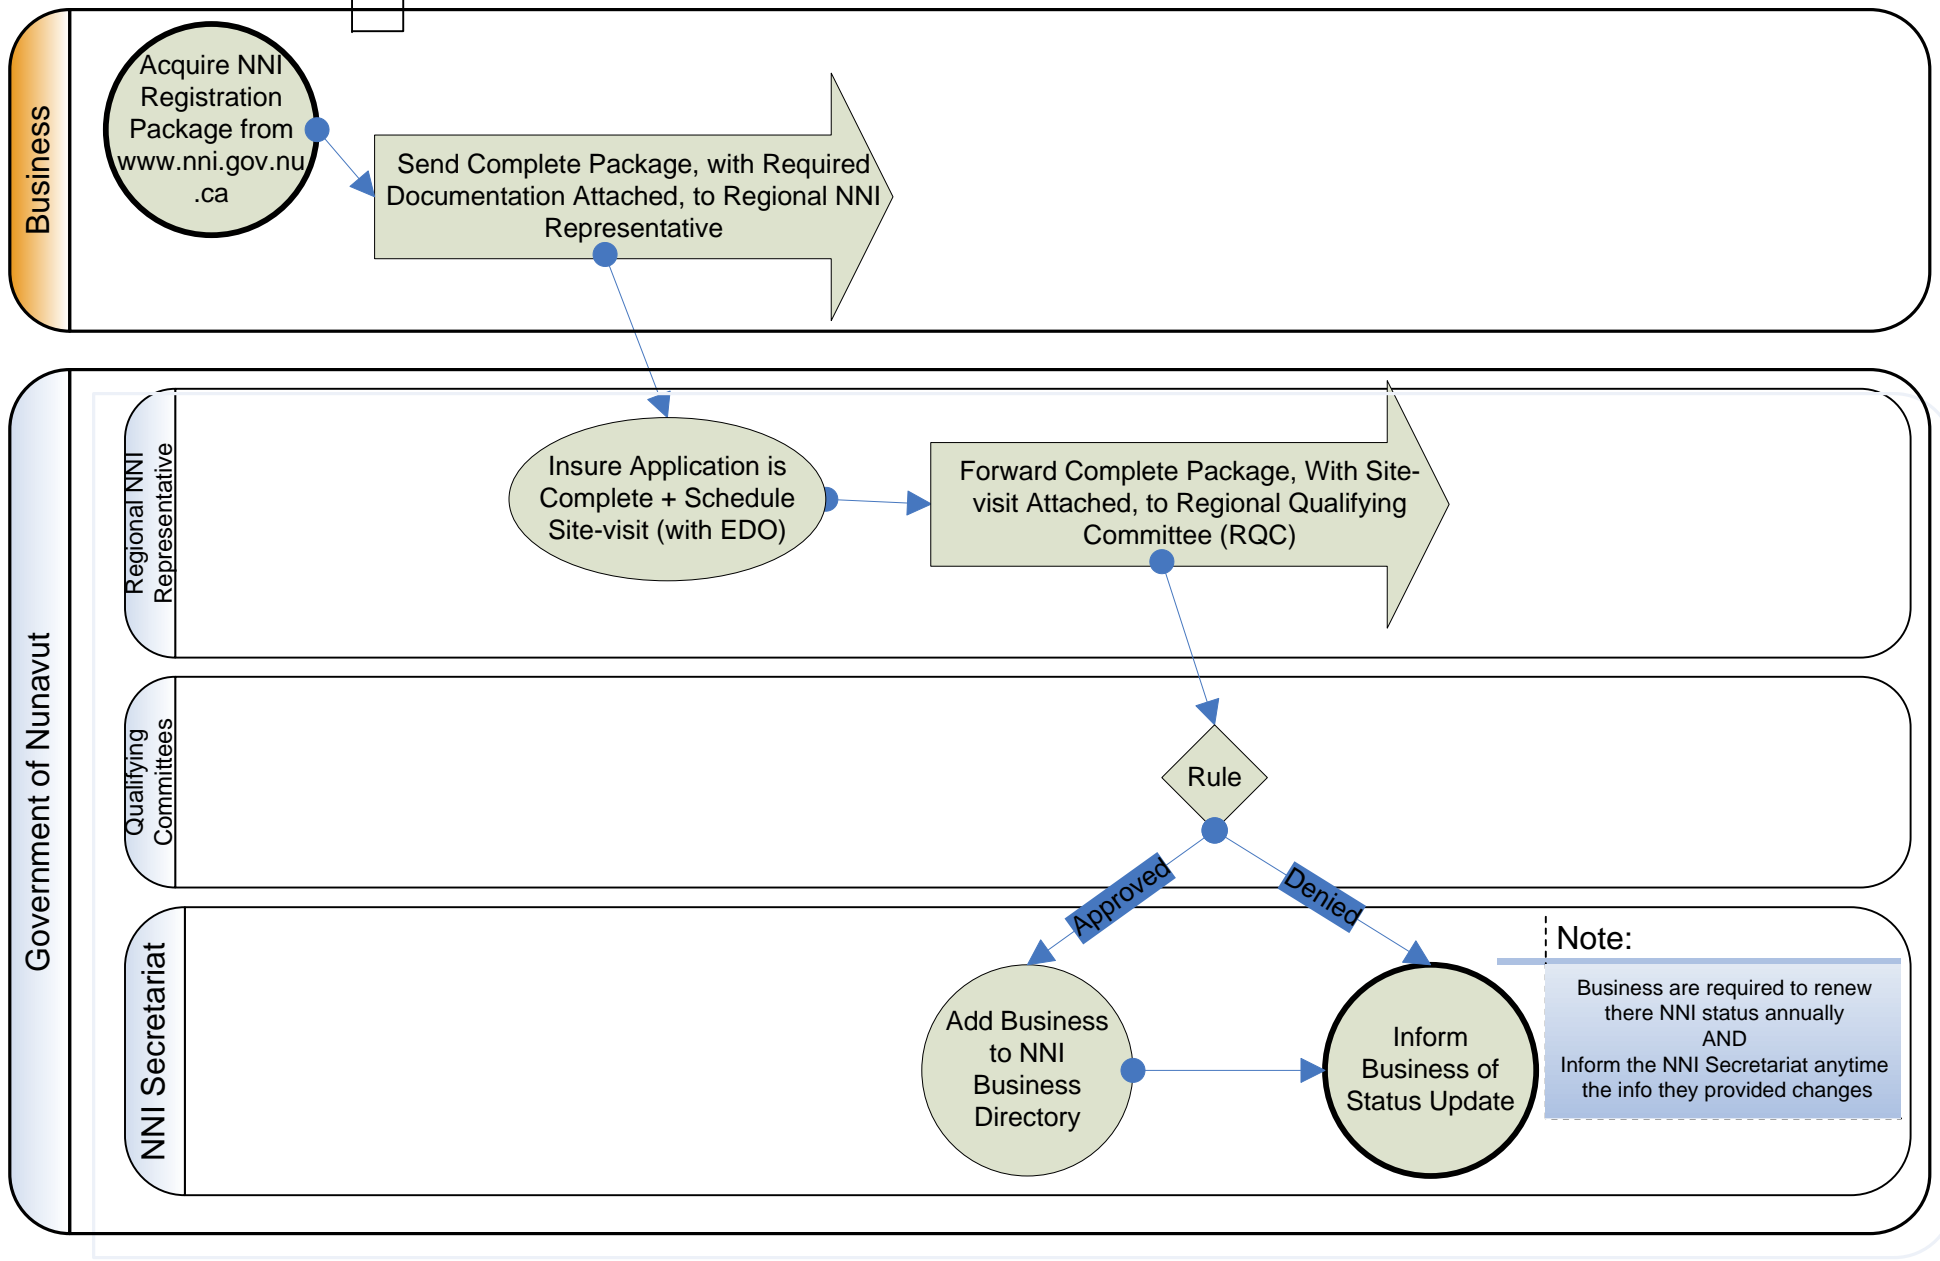 Business
Acquire NNI
Registration
Package from
www.nni.gov.nu
.ca
Send Complete Package, with Required
Documentation Attached, to Regional NNI
Representative
Government of Nunavut
Regional NNI
Representative
Insure Application is
Complete + Schedule
Site-visit (with EDO)
Forward Complete Package, With Site-
visit Attached, to Regional Qualifying
Committee (RQC)
Qualifying
Committees
Rule
Approved
Denied
NNI Secretariat
Add Business
to NNI
Business
Directory
Inform
Business of
Status Update
Note:
Business are required to renew
there NNI status annually
AND
Inform the NNI Secretariat anytime
the info they provided changes